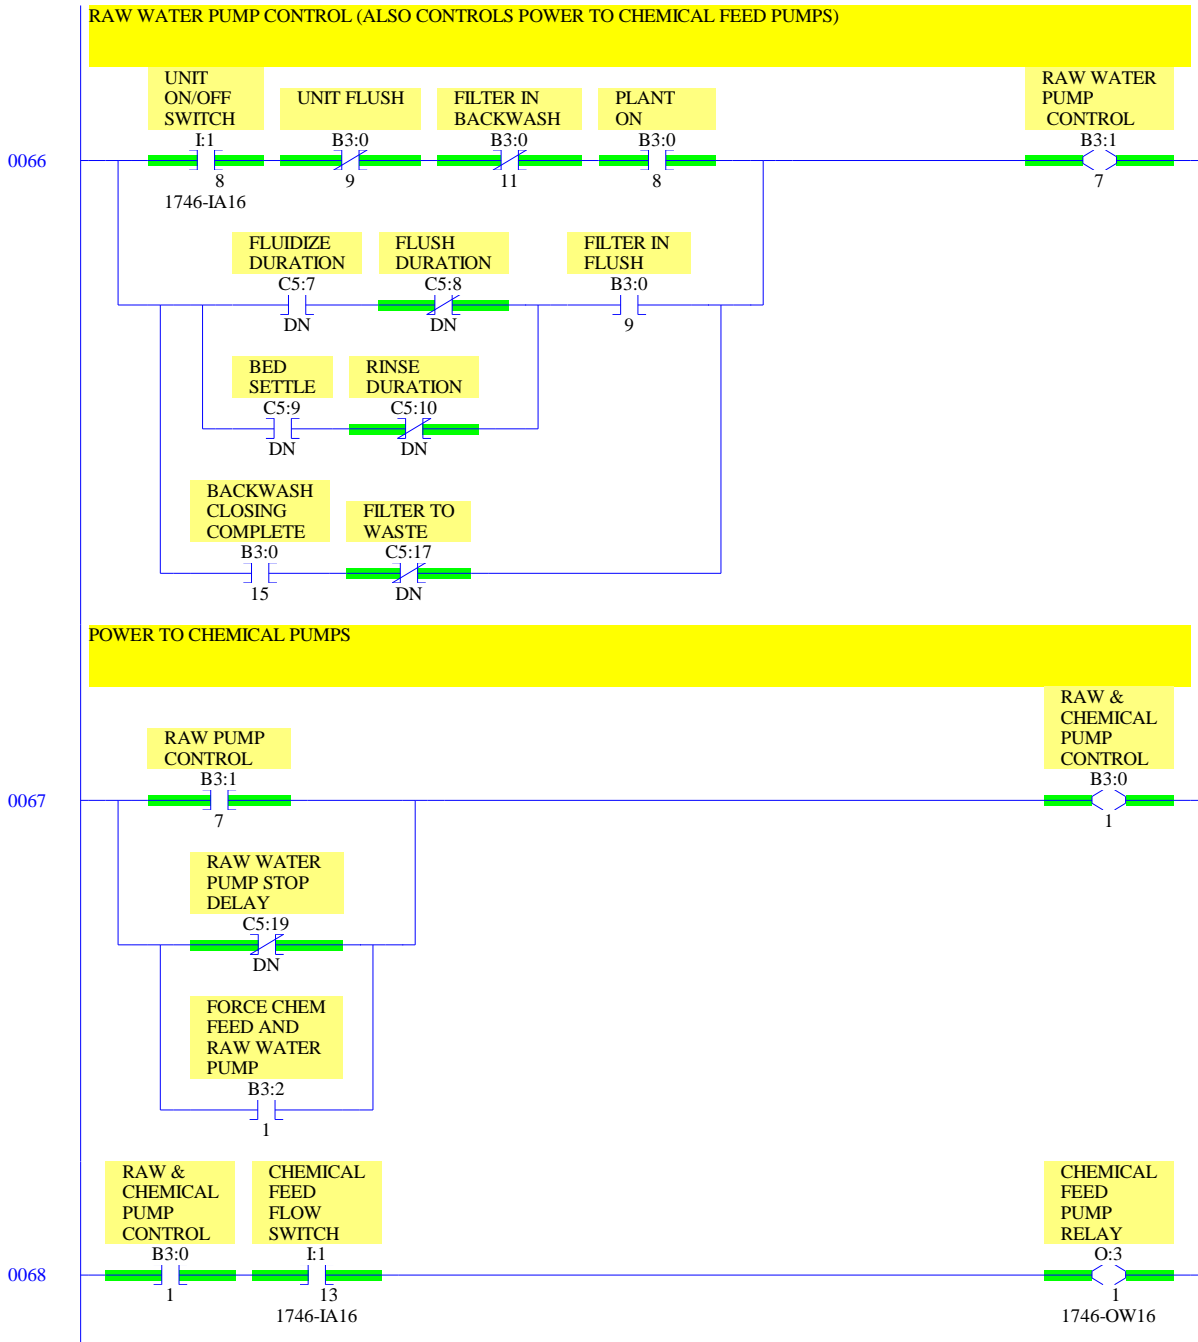 RAW WATER PUMP CONTROL (ALSO CONTROLS POWER TO CHEMICAL FEED PUMPS)
UNIT
ON/OFF
SWITCH
I:1
8
1746-IA16
UNIT FLUSH
B3:0
9
FILTER IN
BACKWASH
B3:0
11
PLANT
ON
B3:0
8
RAW WATER
PUMP
CONTROL
B3:1
7
0066
FLUIDIZE
DURATION
C5:7
DN
FLUSH
DURATION
C5:8
DN
FILTER IN
FLUSH
B3:0
9
BED
SETTLE
C5:9
DN
RINSE
DURATION
C5:10
DN
BACKWASH
CLOSING
COMPLETE
B3:0
15
FILTER TO
WASTE
C5:17
DN
POWER TO CHEMICAL PUMPS
RAW PUMP
CONTROL
B3:1
7
RAW &
CHEMICAL
PUMP
CONTROL
B3:0
1
0067
RAW WATER
PUMP STOP
DELAY
C5:19
DN
FORCE CHEM
FEED AND
RAW WATER
PUMP
B3:2
1
RAW &
CHEMICAL
PUMP
CONTROL
B3:0
1
CHEMICAL
FEED
FLOW
SWITCH
I:1
13
1746-IA16
CHEMICAL
FEED
PUMP
RELAY
O:3
1
1746-OW16
0068